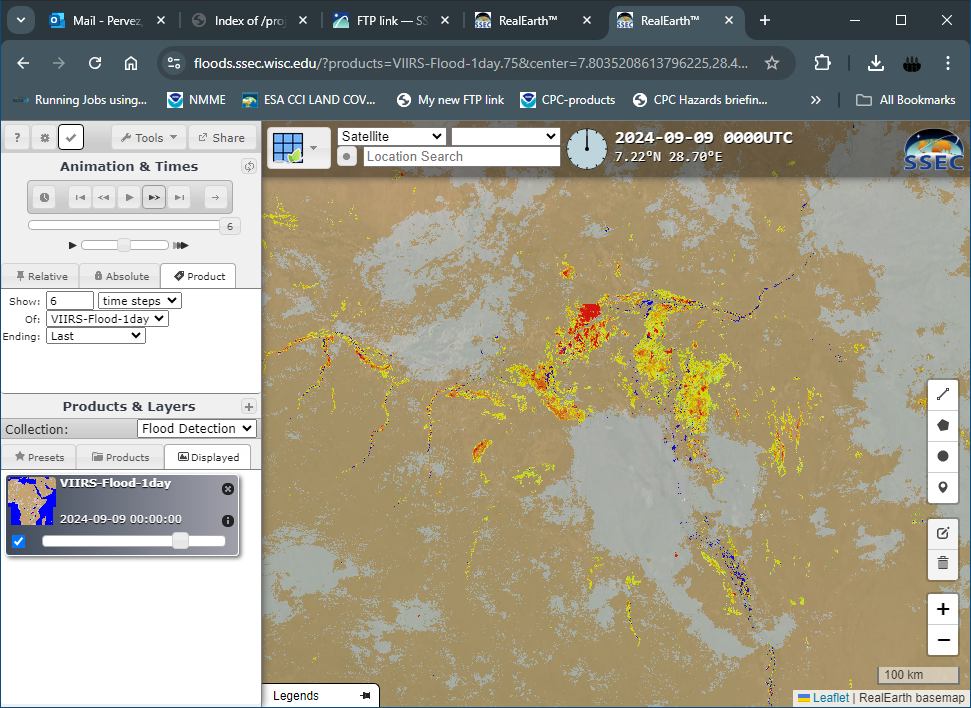 Mail - Pervez,
Index of /proj
FTP link — SS
RealEarth™
RealEarth™
floods.ssec.wisc.edu/?products=VIIRS-Flood-1day.75&center=7.8035208613796225,28.4...
Running Jobs using...
NMME
ESA CCI LAND COV...
My new FTP link
CPC-products
CPC Hazards briefin...
»
All Bookmarks
?
Tools
Share
Animation & Times
6
Relative
Absolute
Product
Show: 6 time steps
Of: VIIRS-Flood-1day
Ending: Last
Products & Layers
+
Collection: Flood Detection
Presets
Products
Displayed
VIIRS-Flood-1day
2024-09-09 00:00:00
Satellite
Location Search
2024-09-09 0000UTC
7.22°N 28.70°E
SSEC
+
−
100 km
Legends
Leaflet | RealEarth basemap